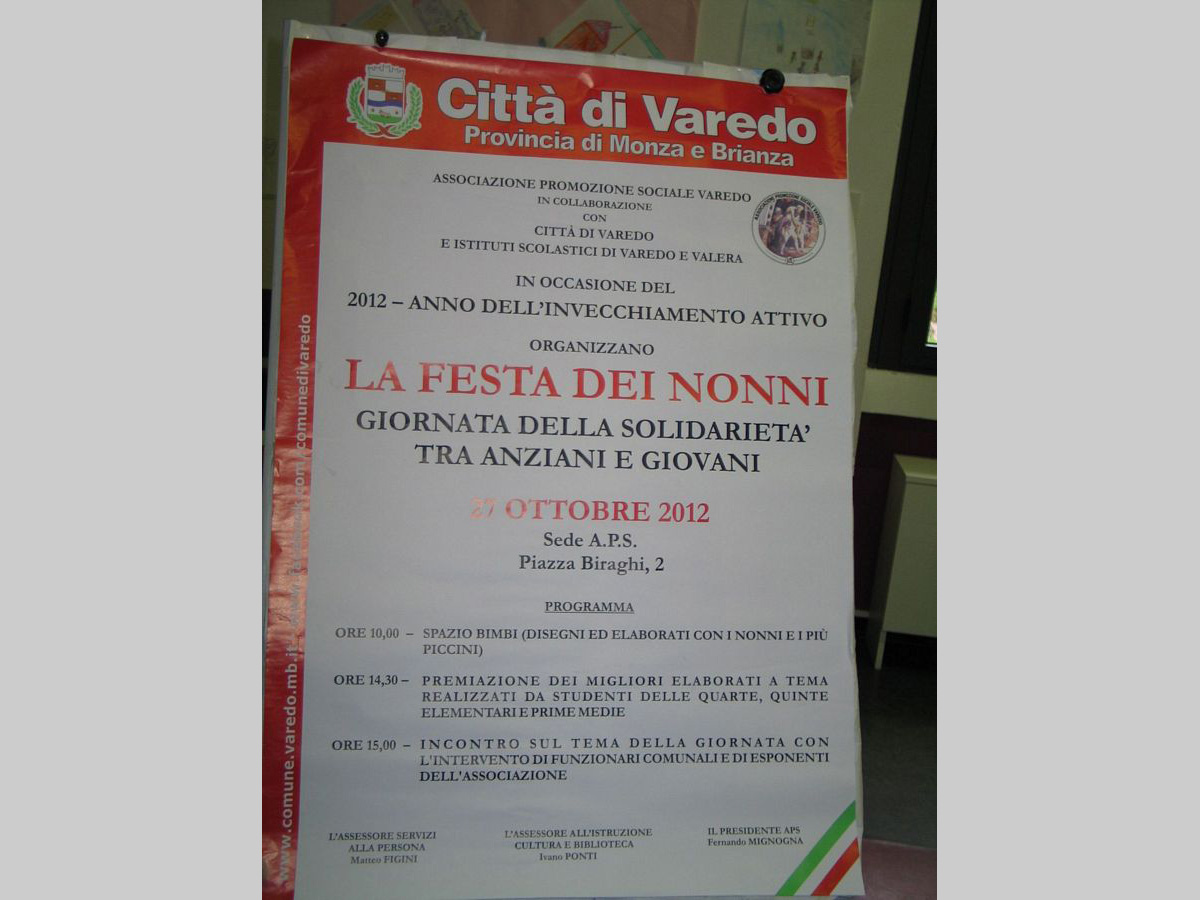 Città di Varedo
Provincia di Monza e Brianza
ASSOCIAZIONE PROMOZIONE SOCIALE VAREDO
IN COLLABORAZIONE
CON
CITTÀ DI VAREDO
E ISTITUTI SCOLASTICI DI VAREDO E VALERA
IN OCCASIONE DEL
2012 – ANNO DELL'INVECCHIAMENTO ATTIVO
ORGANIZZANO
LA FESTA DEI NONNI
GIORNATA DELLA SOLIDARIETA'
TRA ANZIANI E GIOVANI
27 OTTOBRE 2012
Sede A.P.S.
Piazza Biraghi, 2
PROGRAMMA
ORE 10,00 – SPAZIO BIMBI (DISEGNI ED ELABORATI CON I NONNI E I PIÙ
PICCINI)
ORE 14,30 – PREMIAZIONE DEI MIGLIORI ELABORATI A TEMA
REALIZZATI DA STUDENTI DELLE QUARTE, QUINTE
ELEMENTARI E PRIME MEDIE
ORE 15,00 – INCONTRO SUL TEMA DELLA GIORNATA CON
L'INTERVENTO DI FUNZIONARI COMUNALI E DI ESPONENTI
DELL'ASSOCIAZIONE
L'ASSESSORE SERVIZI
ALLA PERSONA
Matteo FIGINI
L'ASSESSORE ALL'ISTRUZIONE
CULTURA E BIBLIOTECA
Ivano PONTI
IL PRESIDENTE APS
Fernando MIGNOGNA
www.comune.varedo.mb.it
comunedivaredo